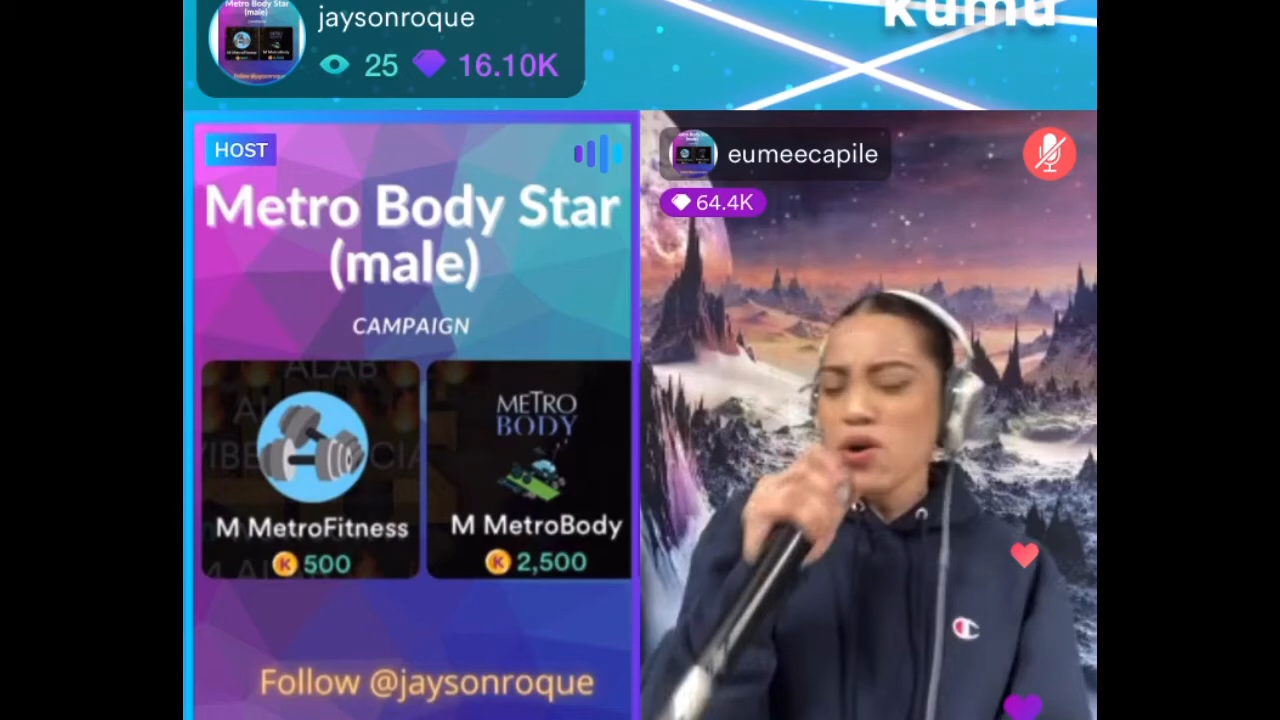 kumu
jaysonroque
25 16.10K
HOST
Metro Body Star
(male)
CAMPAIGN
ALAB
METRO
BODY
M MetroFitness
K 500
M MetroBody
K 2,500
Follow @jaysonroque
eumeecapile
64.4K